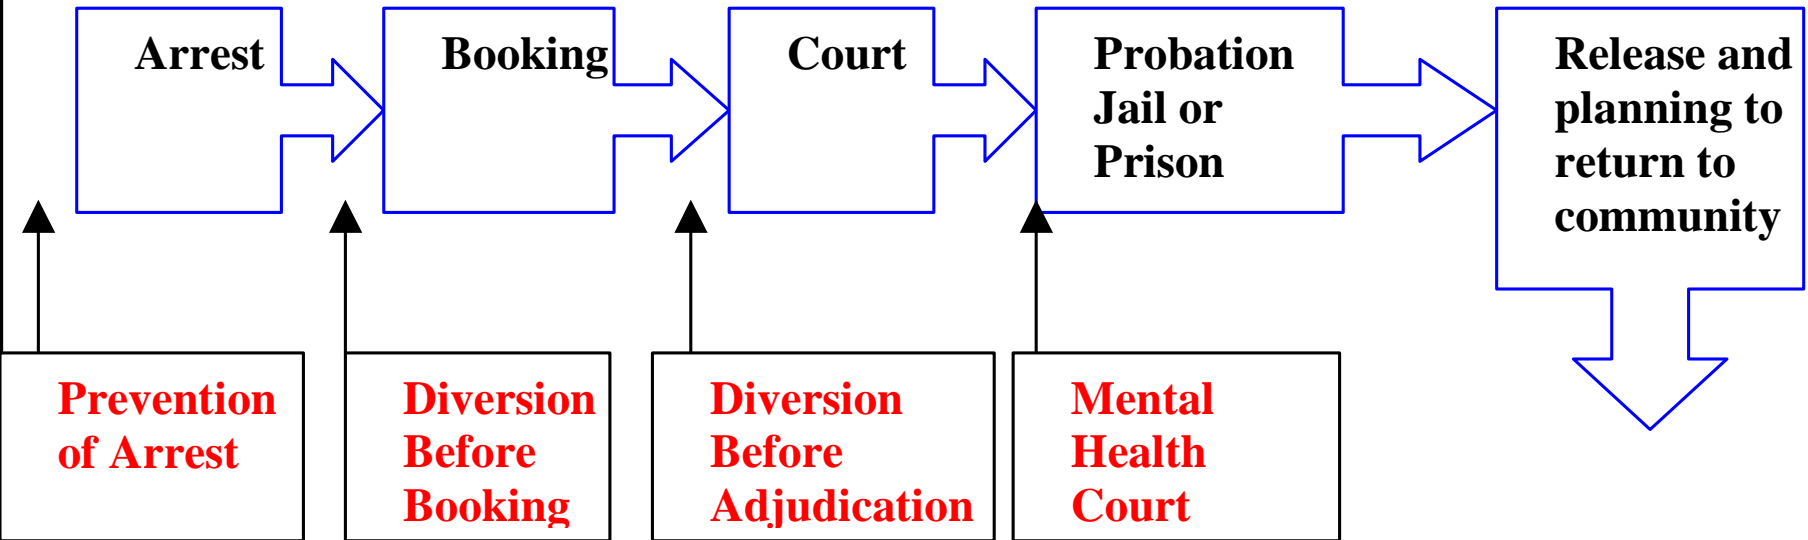 Arrest
Booking
Court
Probation
Jail or
Prison
Release and
planning to
return to
community
Prevention
of Arrest
Diversion
Before
Booking
Diversion
Before
Adjudication
Mental
Health
Court